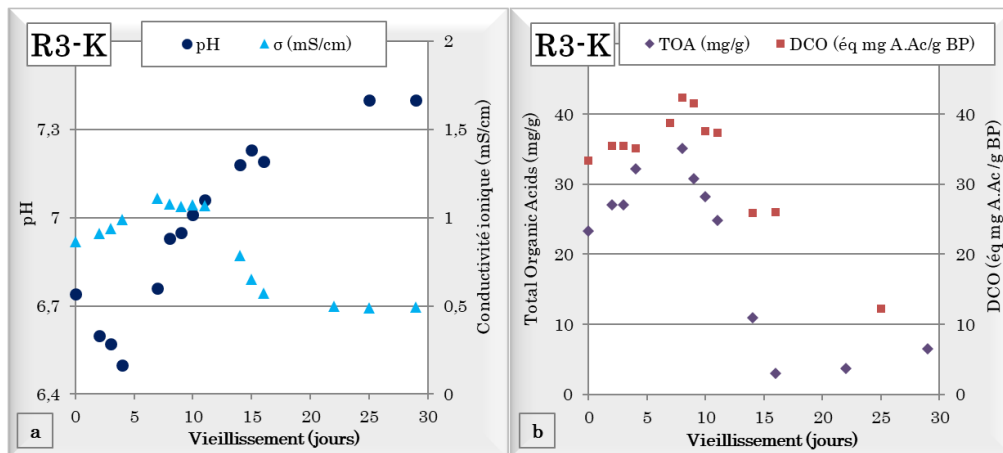 R3-K
pH
σ (mS/cm)
2
1,5
1
0,5
0
7,3
7
6,7
6,4
pH
Conductivité ionique (mS/cm)
0 5 10 15 20 25 30
Vieillissement (jours)
a
R3-K
TOA (mg/g)
DCO (éq mg A.Ac/g BP)
40
30
20
10
0
Total Organic Acids (mg/g)
40
30
20
10
0
DCO (éq mg A.Ac/g BP)
0 5 10 15 20 25 30
Vieillissement (jours)
b